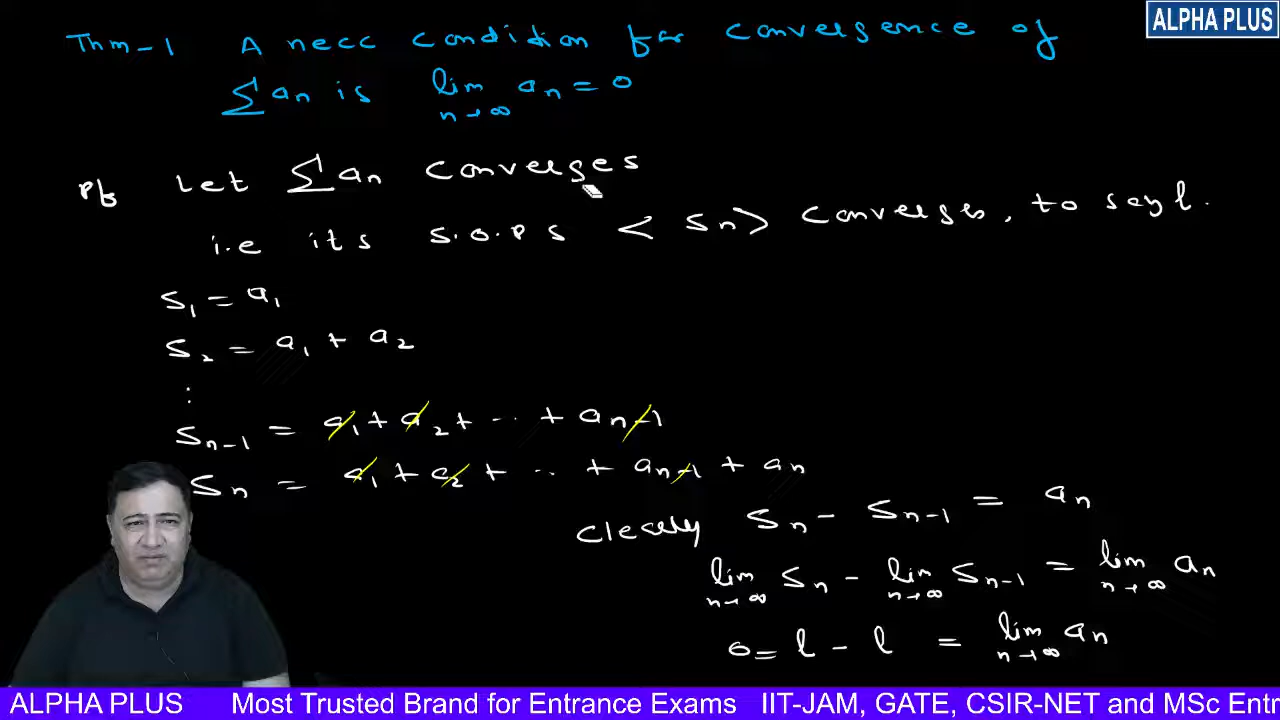 ALPHA PLUS
Thm-1 A necc condition for convergence of
∑an is lim n→∞ an = 0
Pf Let ∑an converges
i.e its s.o.p.s < sn > converges, to say l.
s1 = a1
s2 = a1 + a2
:
sn-1 = a1 + a2 + ... + an-1
sn = a1 + a2 + .. + an-1 + an
clearly sn - sn-1 = an
lim n→∞ sn - lim n→∞ sn-1 = lim n→∞ an
0 = l - l = lim n→∞ an
ALPHA PLUS Most Trusted Brand for Entrance Exams IIT-JAM, GATE, CSIR-NET and MSc Entr